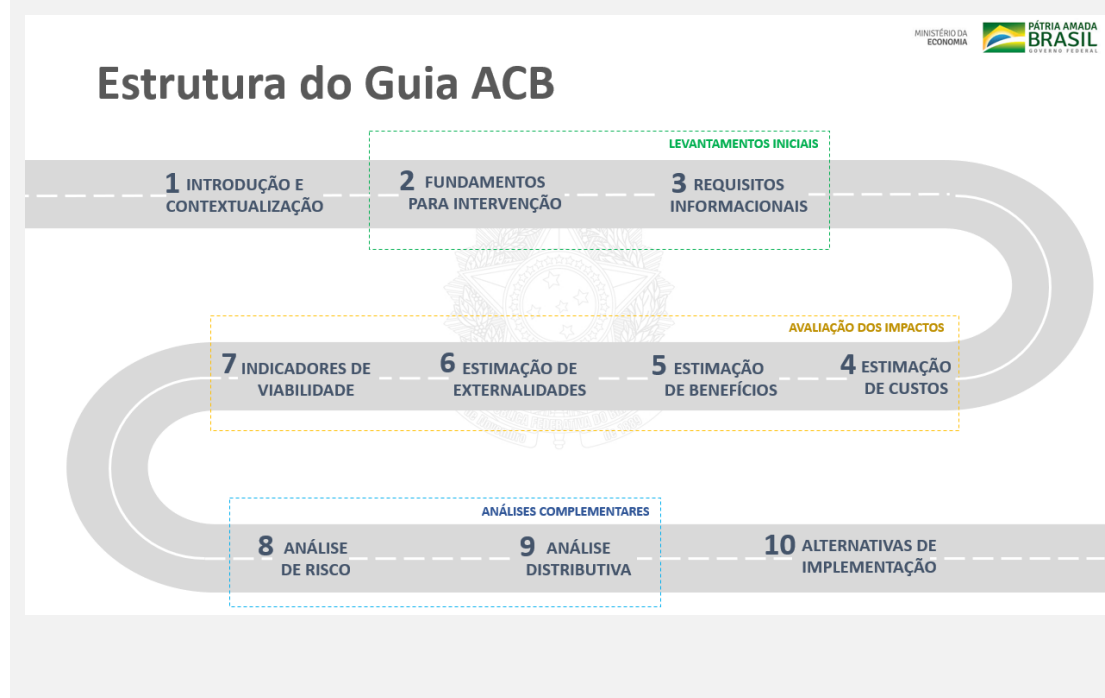 MINISTÉRIO DA
ECONOMIA
PÁTRIA AMADA
BRASIL
GOVERNO FEDERAL
Estrutura do Guia ACB
LEVANTAMENTOS INICIAIS
1 INTRODUÇÃO E
CONTEXTUALIZAÇÃO
2 FUNDAMENTOS
PARA INTERVENÇÃO
3 REQUISITOS
INFORMACIONAIS
AVALIAÇÃO DOS IMPACTOS
7 INDICADORES DE
VIABILIDADE
6 ESTIMAÇÃO DE
EXTERNALIDADES
5 ESTIMAÇÃO
DE BENEFÍCIOS
4 ESTIMAÇÃO
DE CUSTOS
ANÁLISES COMPLEMENTARES
8 ANÁLISE
DE RISCO
9 ANÁLISE
DISTRIBUTIVA
10 ALTERNATIVAS DE
IMPLEMENTAÇÃO